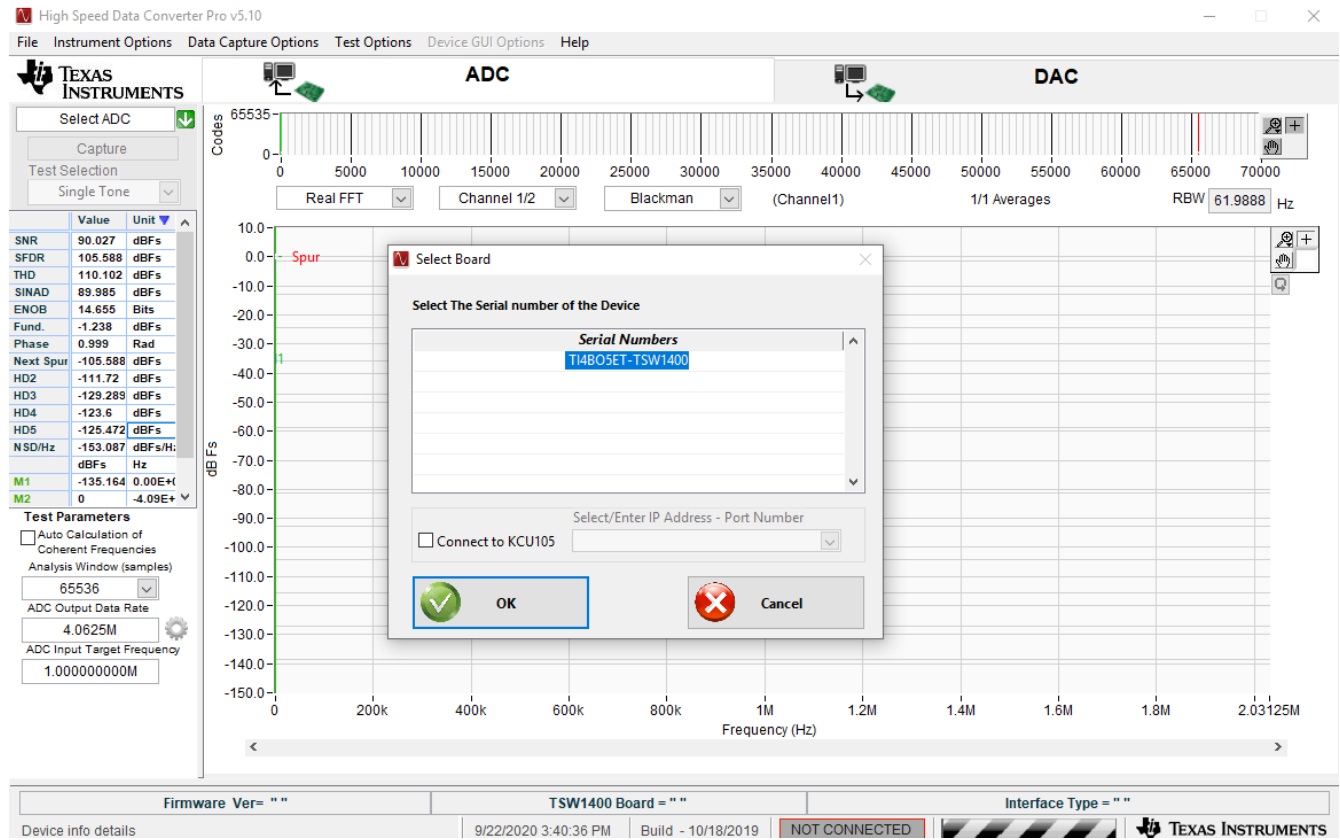 High Speed Data Converter Pro v5.10
File Instrument Options Data Capture Options Test Options Device GUI Options Help
TEXAS INSTRUMENTS
ADC
DAC
Select ADC
Capture
Test Selection
Single Tone
Value Unit
SNR 90.027 dBFs
SFDR 105.588 dBFs
THD 110.102 dBFs
SINAD 89.985 dBFs
ENOB 14.655 Bits
Fund. -1.238 dBFs
Phase 0.999 Rad
Next Spur -105.588 dBFs
HD2 -111.72 dBFs
HD3 -129.289 dBFs
HD4 -123.6 dBFs
HD5 -125.472 dBFs
NSD/Hz -153.087 dBFs/Hz
dBFs Hz
M1 -135.164 0.00E+
M2 0 -4.09E+
Test Parameters
Auto Calculation of
Coherent Frequencies
Analysis Window (samples)
65536
ADC Output Data Rate
4.0625M
ADC Input Target Frequency
1.000000000M
Codes
65535
0
0 5000 10000 15000 20000 25000 30000 35000 40000 45000 50000 55000 60000 65000 70000
Real FFT Channel 1/2 Blackman (Channel1) 1/1 Averages RBW 61.9888 Hz
dB Fs
10.0
0.0
-10.0
-20.0
-30.0
-40.0
-50.0
-60.0
-70.0
-80.0
-90.0
-100.0
-110.0
-120.0
-130.0
-140.0
-150.0
Spur
0 200k 400k 600k 800k 1M 1.2M 1.4M 1.6M 1.8M 2.03125M
Frequency (Hz)
Select Board
Select The Serial number of the Device
Serial Numbers
TI4BO5ET-TSW1400
Select/Enter IP Address - Port Number
Connect to KCU105
OK
Cancel
Firmware Ver= " " TSW1400 Board = " " Interface Type = " "
Device info details 9/22/2020 3:40:36 PM Build - 10/18/2019 NOT CONNECTED TEXAS INSTRUMENTS